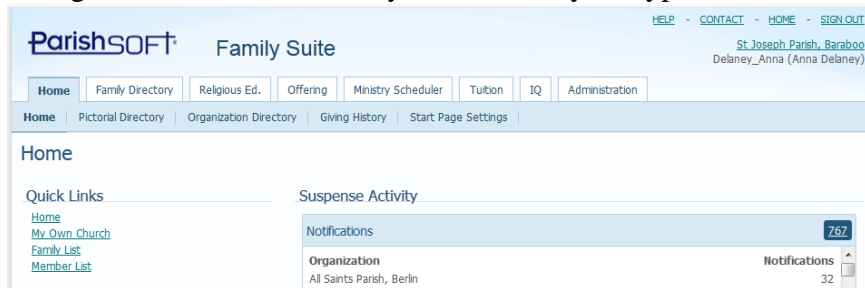 HELP - CONTACT - HOME - SIGN OUT
ParishSOFT Family Suite
St Joseph Parish, Baraboo
Delaney_Anna (Anna Delaney)
Home Family Directory Religious Ed. Offering Ministry Scheduler Tuition IQ Administration
Home Pictorial Directory Organization Directory Giving History Start Page Settings
Home
Quick Links
Home
My Own Church
Family List
Member List
Suspense Activity
Notifications 767
Organization Notifications
All Saints Parish, Berlin 32